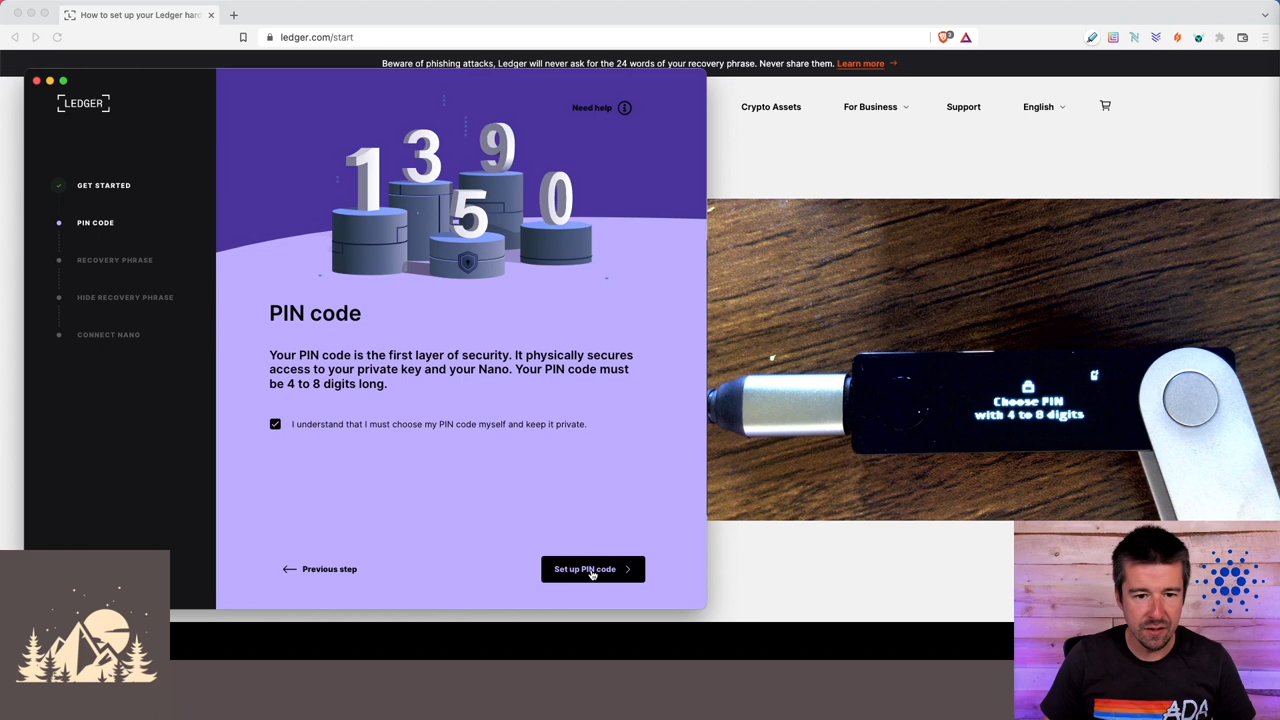 How to set up your Ledger hard
ledger.com/start
3
Beware of phishing attacks, Ledger will never ask for the 24 words of your recovery phrase. Never share them. Learn more →
LEDGER
Need help
Crypto Assets
For Business
Support
English
1 3 9 5 0
GET STARTED
PIN CODE
RECOVERY PHRASE
HIDE RECOVERY PHRASE
CONNECT NANO
PIN code
Your PIN code is the first layer of security. It physically secures
access to your private key and your Nano. Your PIN code must
be 4 to 8 digits long.
I understand that I must choose my PIN code myself and keep it private.
Previous step
Set up PIN code
Choose PIN
with 4 to 8 digits
ADA